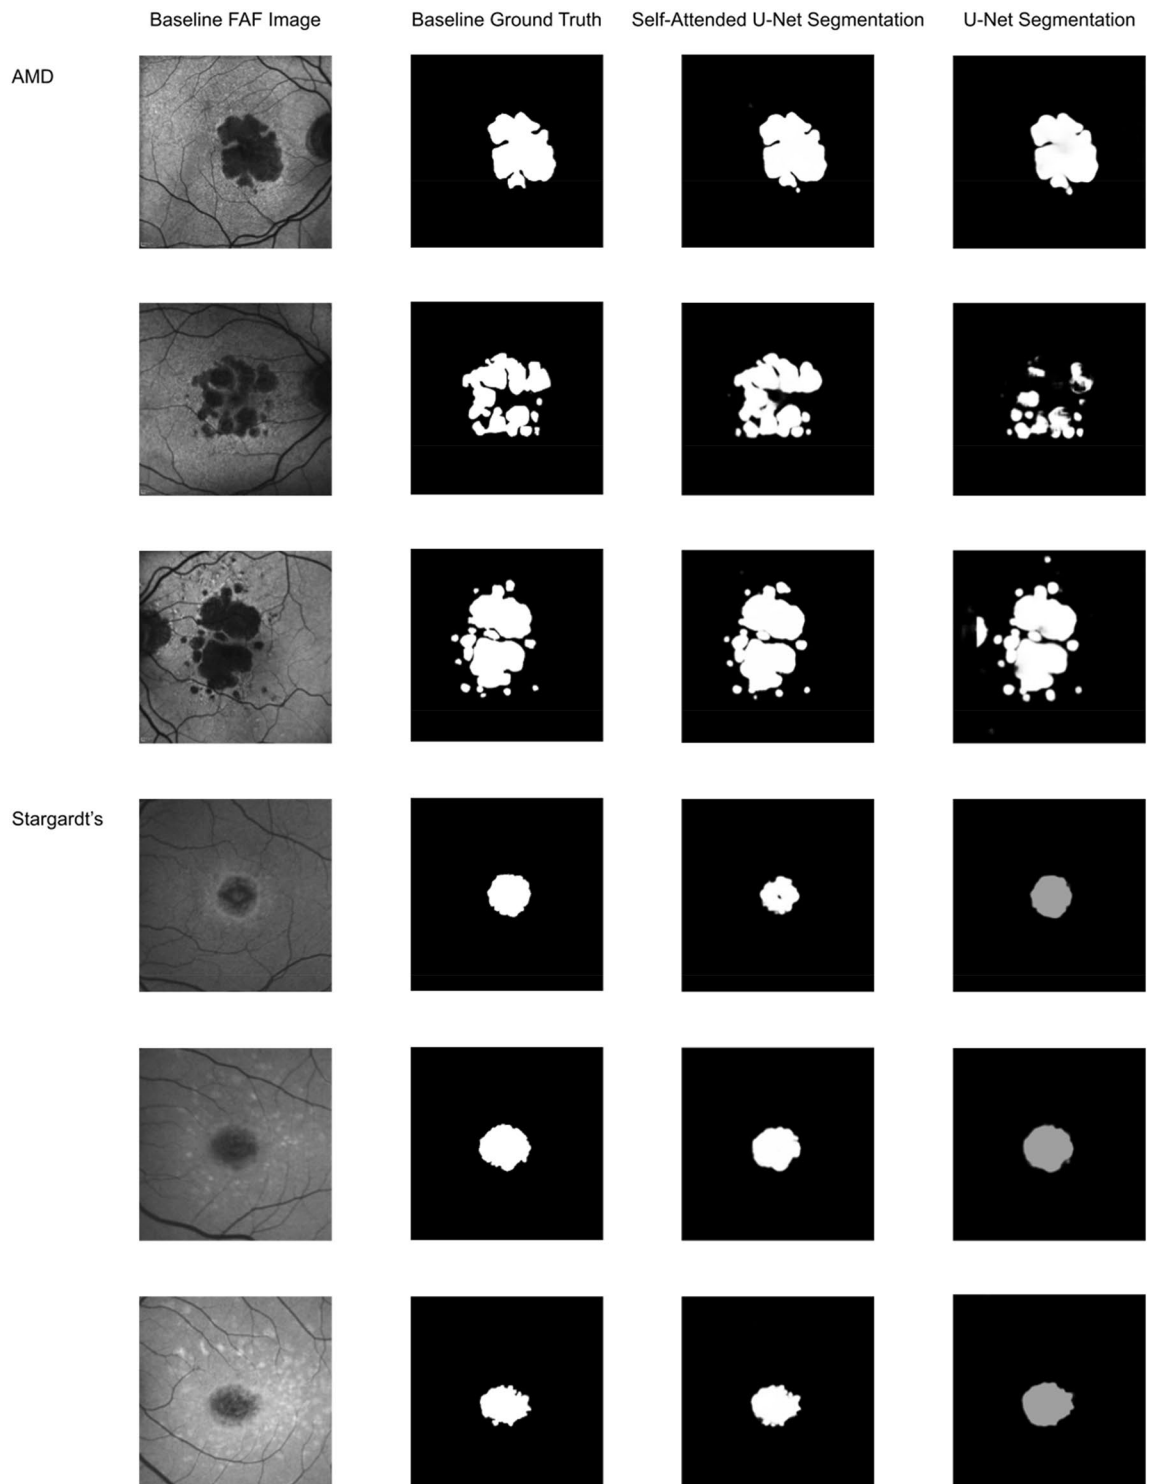 Baseline FAF Image Baseline Ground Truth Self-Attended U-Net Segmentation U-Net Segmentation
AMD
Stargardt's